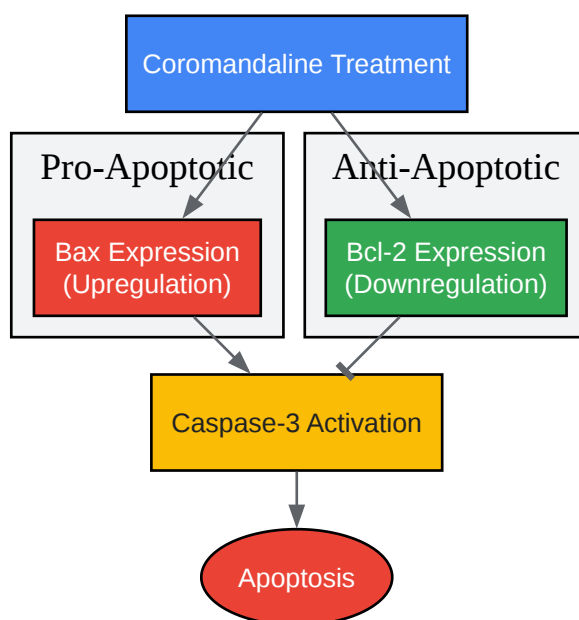 Coromandaline Treatment
Pro-Apoptotic
Anti-Apoptotic
Bax Expression
(Upregulation)
Bcl-2 Expression
(Downregulation)
Caspase-3 Activation
Apoptosis